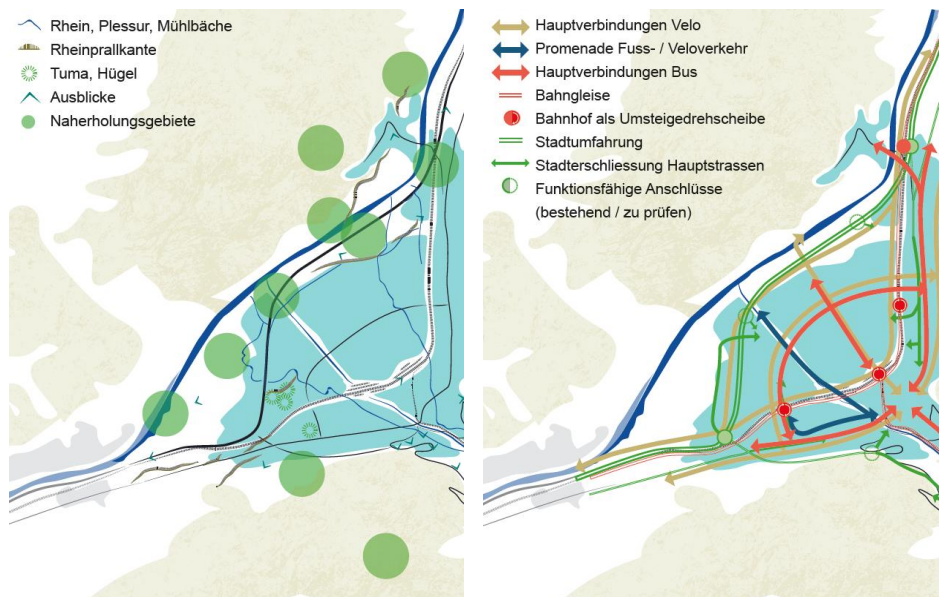 Rhein, Plessur, Mühlbäche
Rheinprallkante
Tuma, Hügel
Ausblicke
Naherholungsgebiete
Hauptverbindungen Velo
Promenade Fuss- / Veloverkehr
Hauptverbindungen Bus
Bahngleise
Bahnhof als Umsteigedrehscheibe
Stadtumfahrung
Stadterschliessung Hauptstrassen
Funktionsfähige Anschlüsse
(bestehend / zu prüfen)